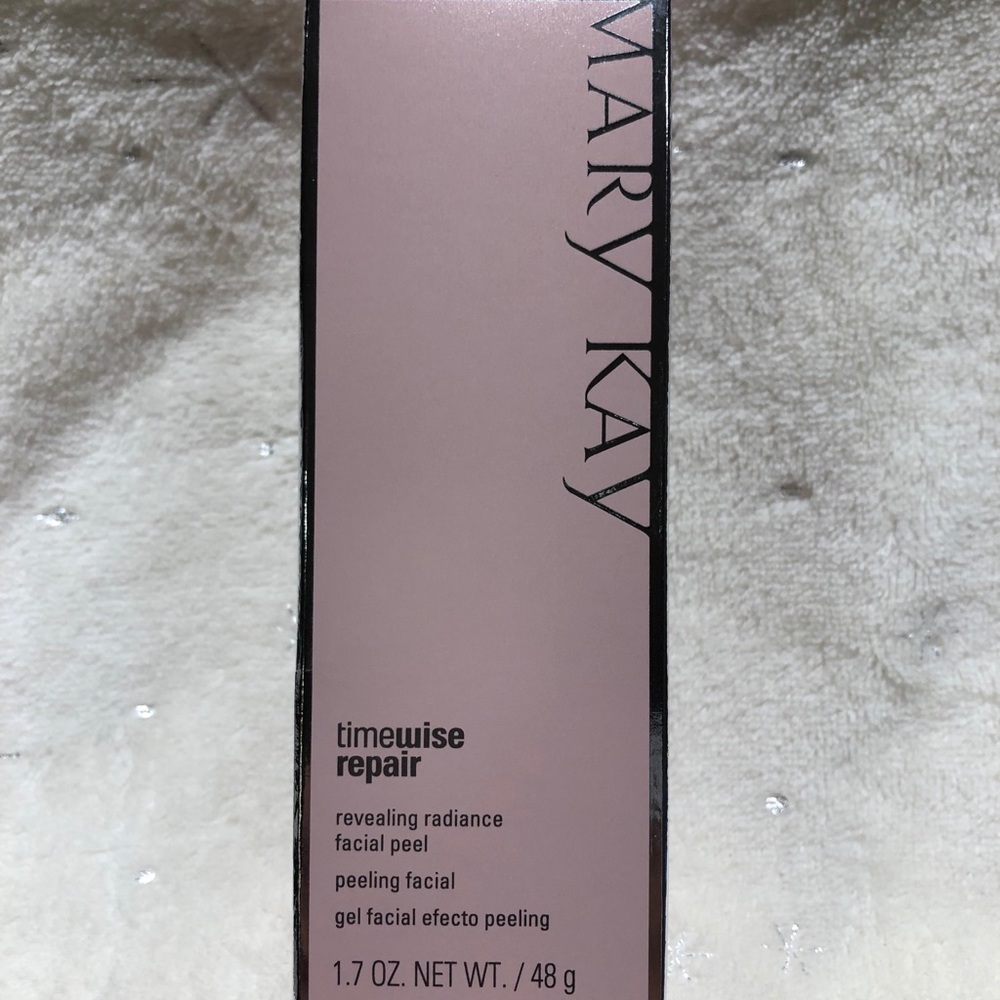 MARY KAY
timewise
repair
revealing radiance
facial peel
peeling facial
gel facial efecto peeling
1.7 OZ. NET WT. / 48 g